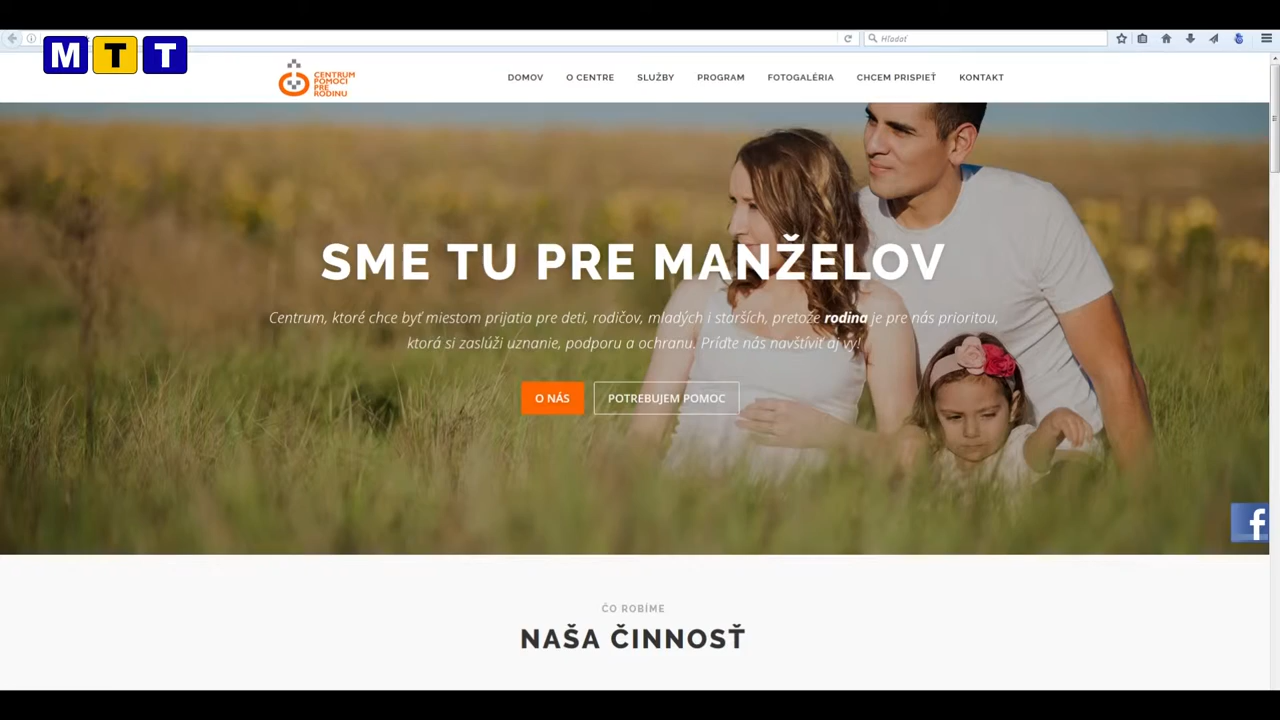 MTT
Hľadať
CENTRUM
POMOCI
PRE
RODINU
DOMOV O CENTRE SLUŽBY PROGRAM FOTOGALÉRIA CHCEM PRISPIEŤ KONTAKT
SME TU PRE MANŽELOV
Centrum, ktoré chce byť miestom prijatia pre deti, rodičov, mladých i starších, pretože rodina je pre nás prioritou,
ktorá si zaslúži uznanie, podporu a ochranu. Príďte nás navštíviť aj vy!
O NÁS POTREBUJEM POMOC
f
ČO ROBÍME
NAŠA ČINNOSŤ